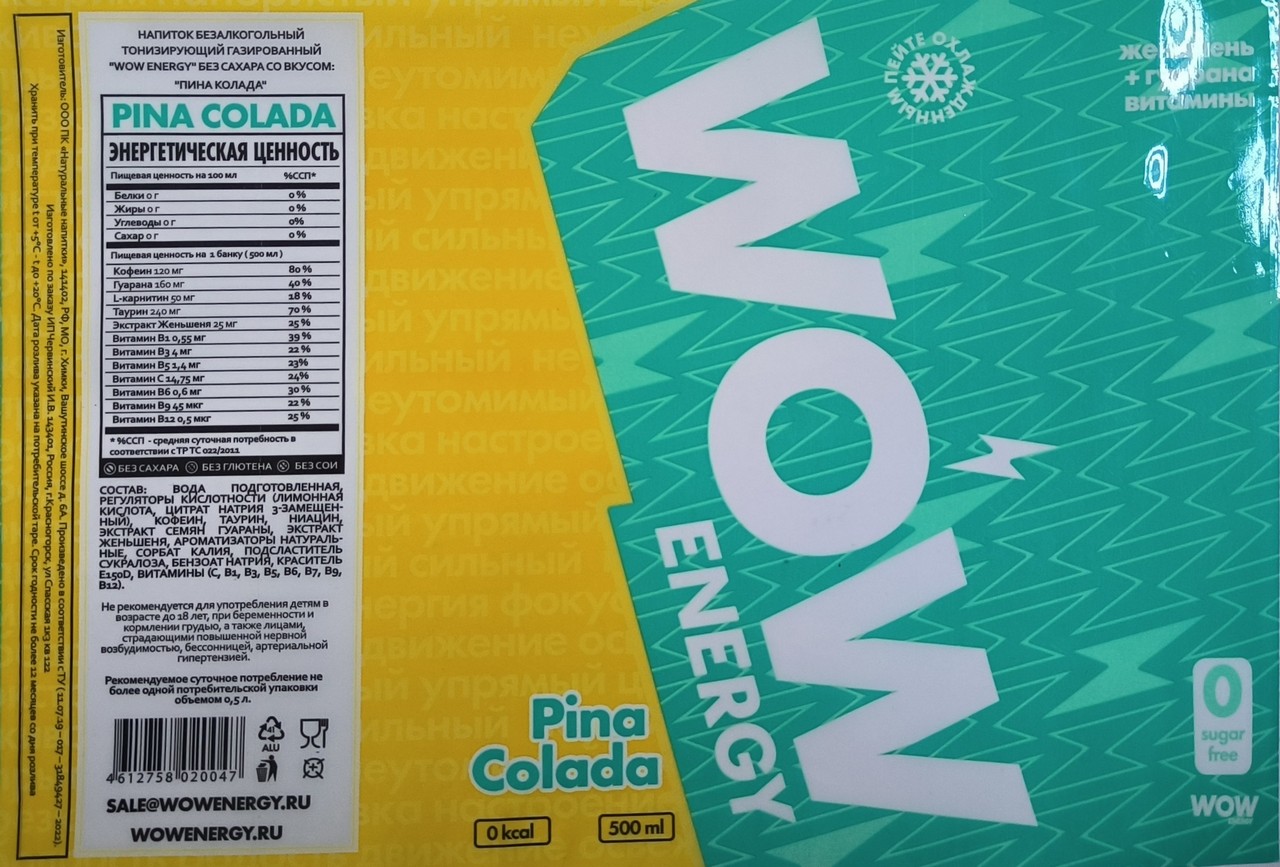 Изготовитель: ООО ПК «Натуральные напитки», 141402, РФ, МО, г. Химки, Вашутинское шоссе д. 6А. Произведено в соответствии с ТУ (11.07.19 – 017 – 31849427 – 2022).
Изготовлено по заказу ИП Червинский И.В. 143401, Россия, г.Красногорск, ул Спасская 1к3 кв 122
Хранить при температуре t от +5°С - t до +20°С. Дата розлива указана на потребительской таре. Срок годности не более 12 месяцев со дня розлива
НАПИТОК БЕЗАЛКОГОЛЬНЫЙ
ТОНИЗИРУЮЩИЙ ГАЗИРОВАННЫЙ
"WOW ENERGY" БЕЗ САХАРА СО ВКУСОМ:
"ПИНА КОЛАДА"
PINA COLADA
ЭНЕРГЕТИЧЕСКАЯ ЦЕННОСТЬ
Пищевая ценность на 100 мл %ССП*
Белки 0 г 0 %
Жиры 0 г 0 %
Углеводы 0 г 0%
Сахар 0 г 0 %
Пищевая ценность на 1 банку ( 500 мл )
Кофеин 120 мг 80 %
Гуарана 160 мг 40 %
L-карнитин 50 мг 18 %
Таурин 240 мг 70 %
Экстракт Женьшеня 25 мг 25 %
Витамин B1 0,55 мг 39 %
Витамин B3 4 мг 22 %
Витамин B5 1,4 мг 23%
Витамин C 14,75 мг 24%
Витамин B6 0,6 мг 30 %
Витамин B9 45 мкг 22 %
Витамин B12 0,5 мкг 25 %
* %ССП - средняя суточная потребность в
соответствии с ТР ТС 022/2011
БЕЗ САХАРА БЕЗ ГЛЮТЕНА БЕЗ СОИ
СОСТАВ: ВОДА ПОДГОТОВЛЕННАЯ,
РЕГУЛЯТОРЫ КИСЛОТНОСТИ (ЛИМОННАЯ
КИСЛОТА, ЦИТРАТ НАТРИЯ 3-ЗАМЕЩЕН-
НЫЙ), КОФЕИН, ТАУРИН, НИАЦИН,
ЭКСТРАКТ СЕМЯН ГУАРАНЫ, ЭКСТРАКТ
ЖЕНЬШЕНЯ, АРОМАТИЗАТОРЫ НАТУРАЛЬ-
НЫЕ, СОРБАТ КАЛИЯ, ПОДСЛАСТИТЕЛЬ
СУКРАЛОЗА, БЕНЗОАТ НАТРИЯ, КРАСИТЕЛЬ
E150D, ВИТАМИНЫ (C, B1, B3, B5, B6, B7, B9,
B12).
Не рекомендуется для употребления детям в
возрасте до 18 лет, при беременности и
кормлении грудью, а также лицами,
страдающими повышенной нервной
возбудимостью, бессонницей, артериальной
гипертензией.
Рекомендуемое суточное потребление не
более одной потребительской упаковки
объемом 0,5 л.
4 612758 020047
41
ALU
SALE@WOWENERGY.RU
WOWENERGY.RU
Pina
Colada
0 kcal 500 ml
WOW
ENERGY
ПЕЙТЕ ОХЛАЖДЕННЫМ
женьшень
+ гуарана
витамины
0
sugar
free
WOW